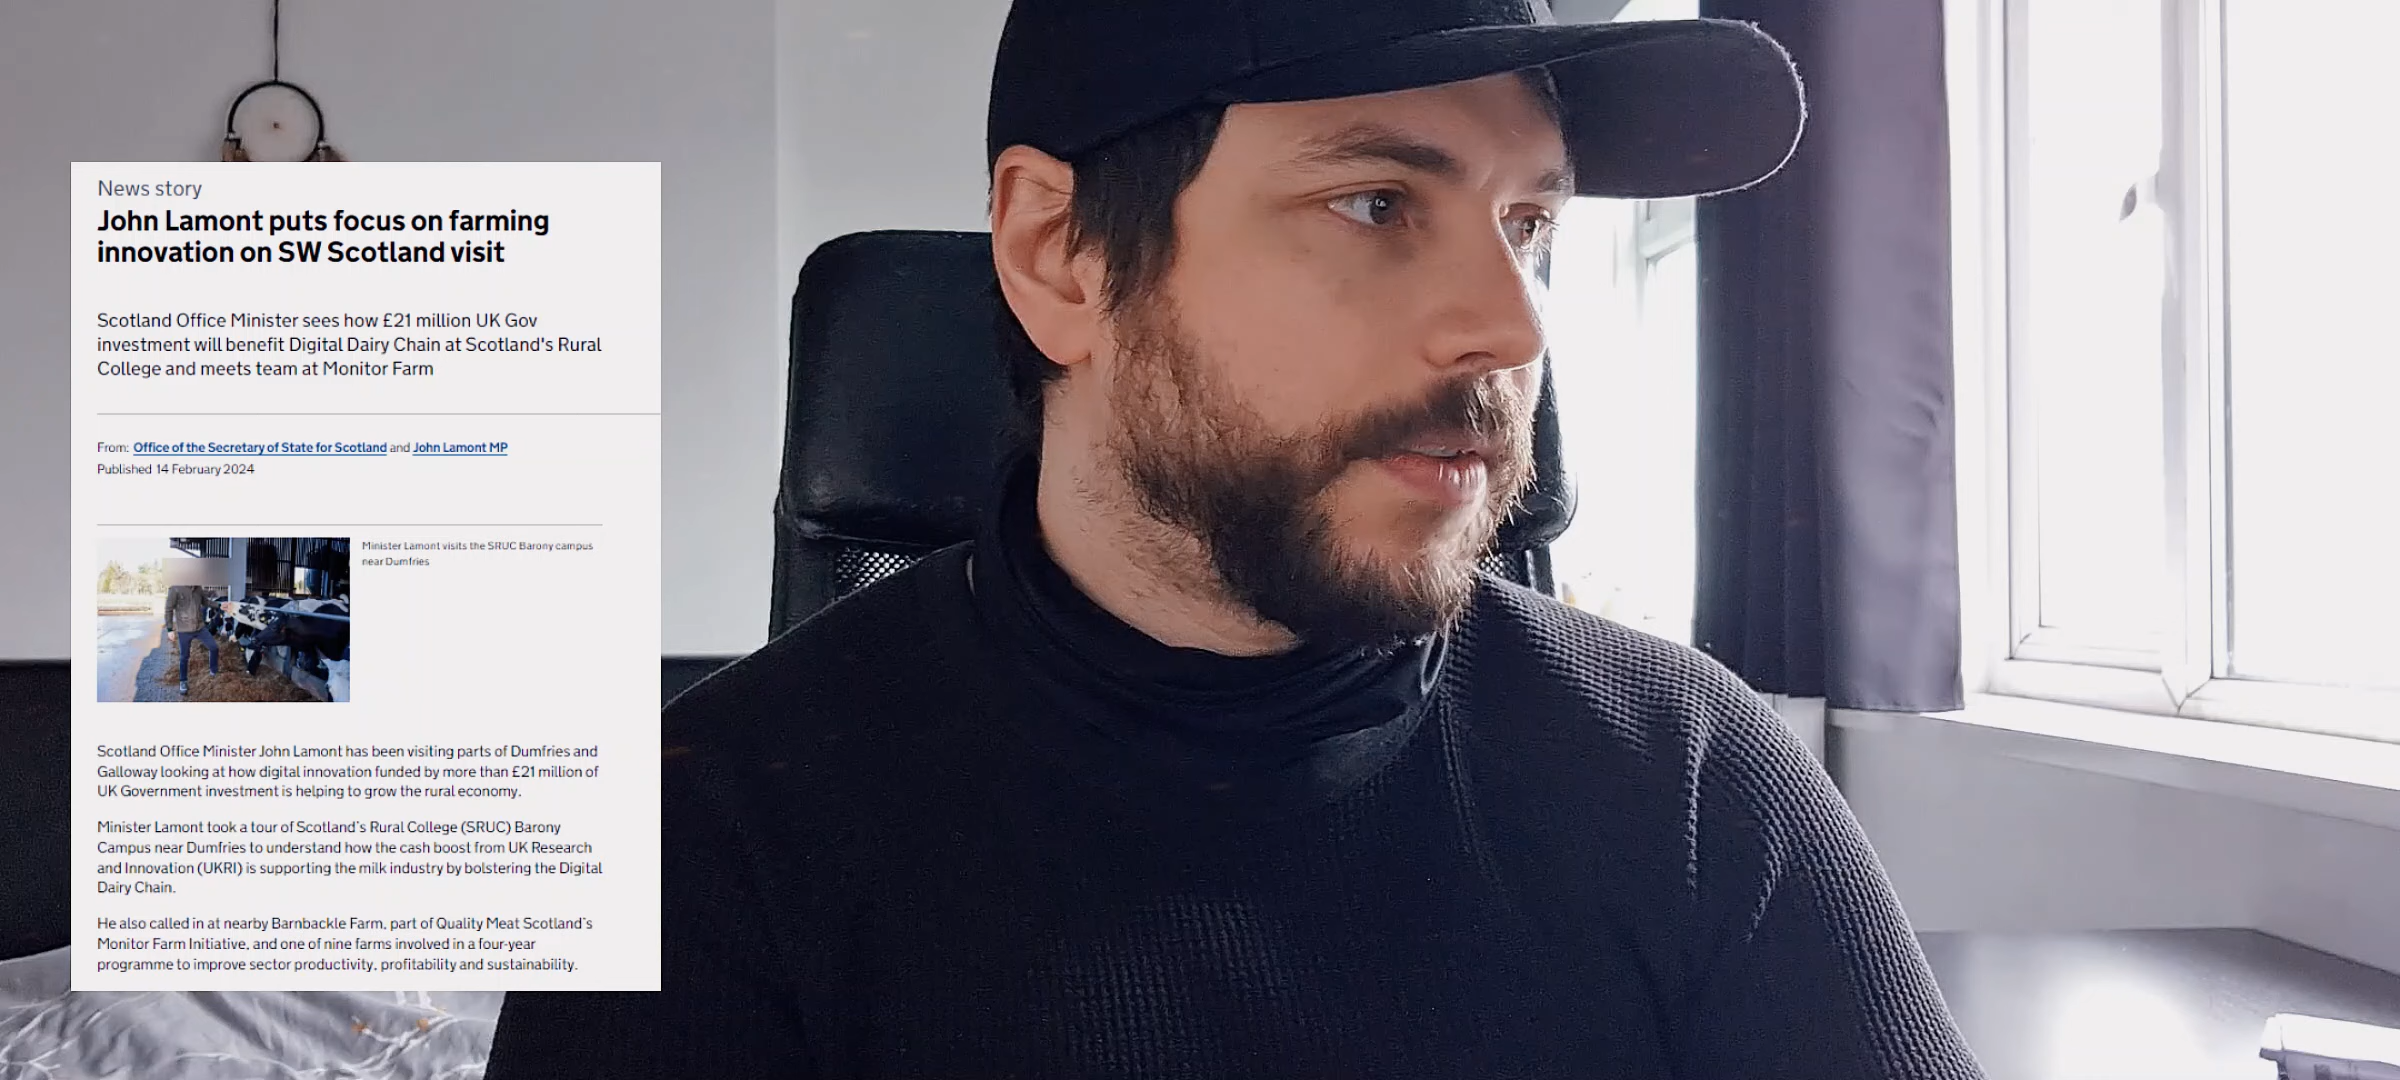 News story
John Lamont puts focus on farming
innovation on SW Scotland visit
Scotland Office Minister sees how £21 million UK Gov
investment will benefit Digital Dairy Chain at Scotland's Rural
College and meets team at Monitor Farm
From: Office of the Secretary of State for Scotland and John Lamont MP
Published 14 February 2024
Minister Lamont visits the SRUC Barony campus
near Dumfries
Scotland Office Minister John Lamont has been visiting parts of Dumfries and
Galloway looking at how digital innovation funded by more than £21 million of
UK Government investment is helping to grow the rural economy.
Minister Lamont took a tour of Scotland's Rural College (SRUC) Barony
Campus near Dumfries to understand how the cash boost from UK Research
and Innovation (UKRI) is supporting the milk industry by bolstering the Digital
Dairy Chain.
He also called in at nearby Barnbackle Farm, part of Quality Meat Scotland's
Monitor Farm Initiative, and one of nine farms involved in a four-year
programme to improve sector productivity, profitability and sustainability.